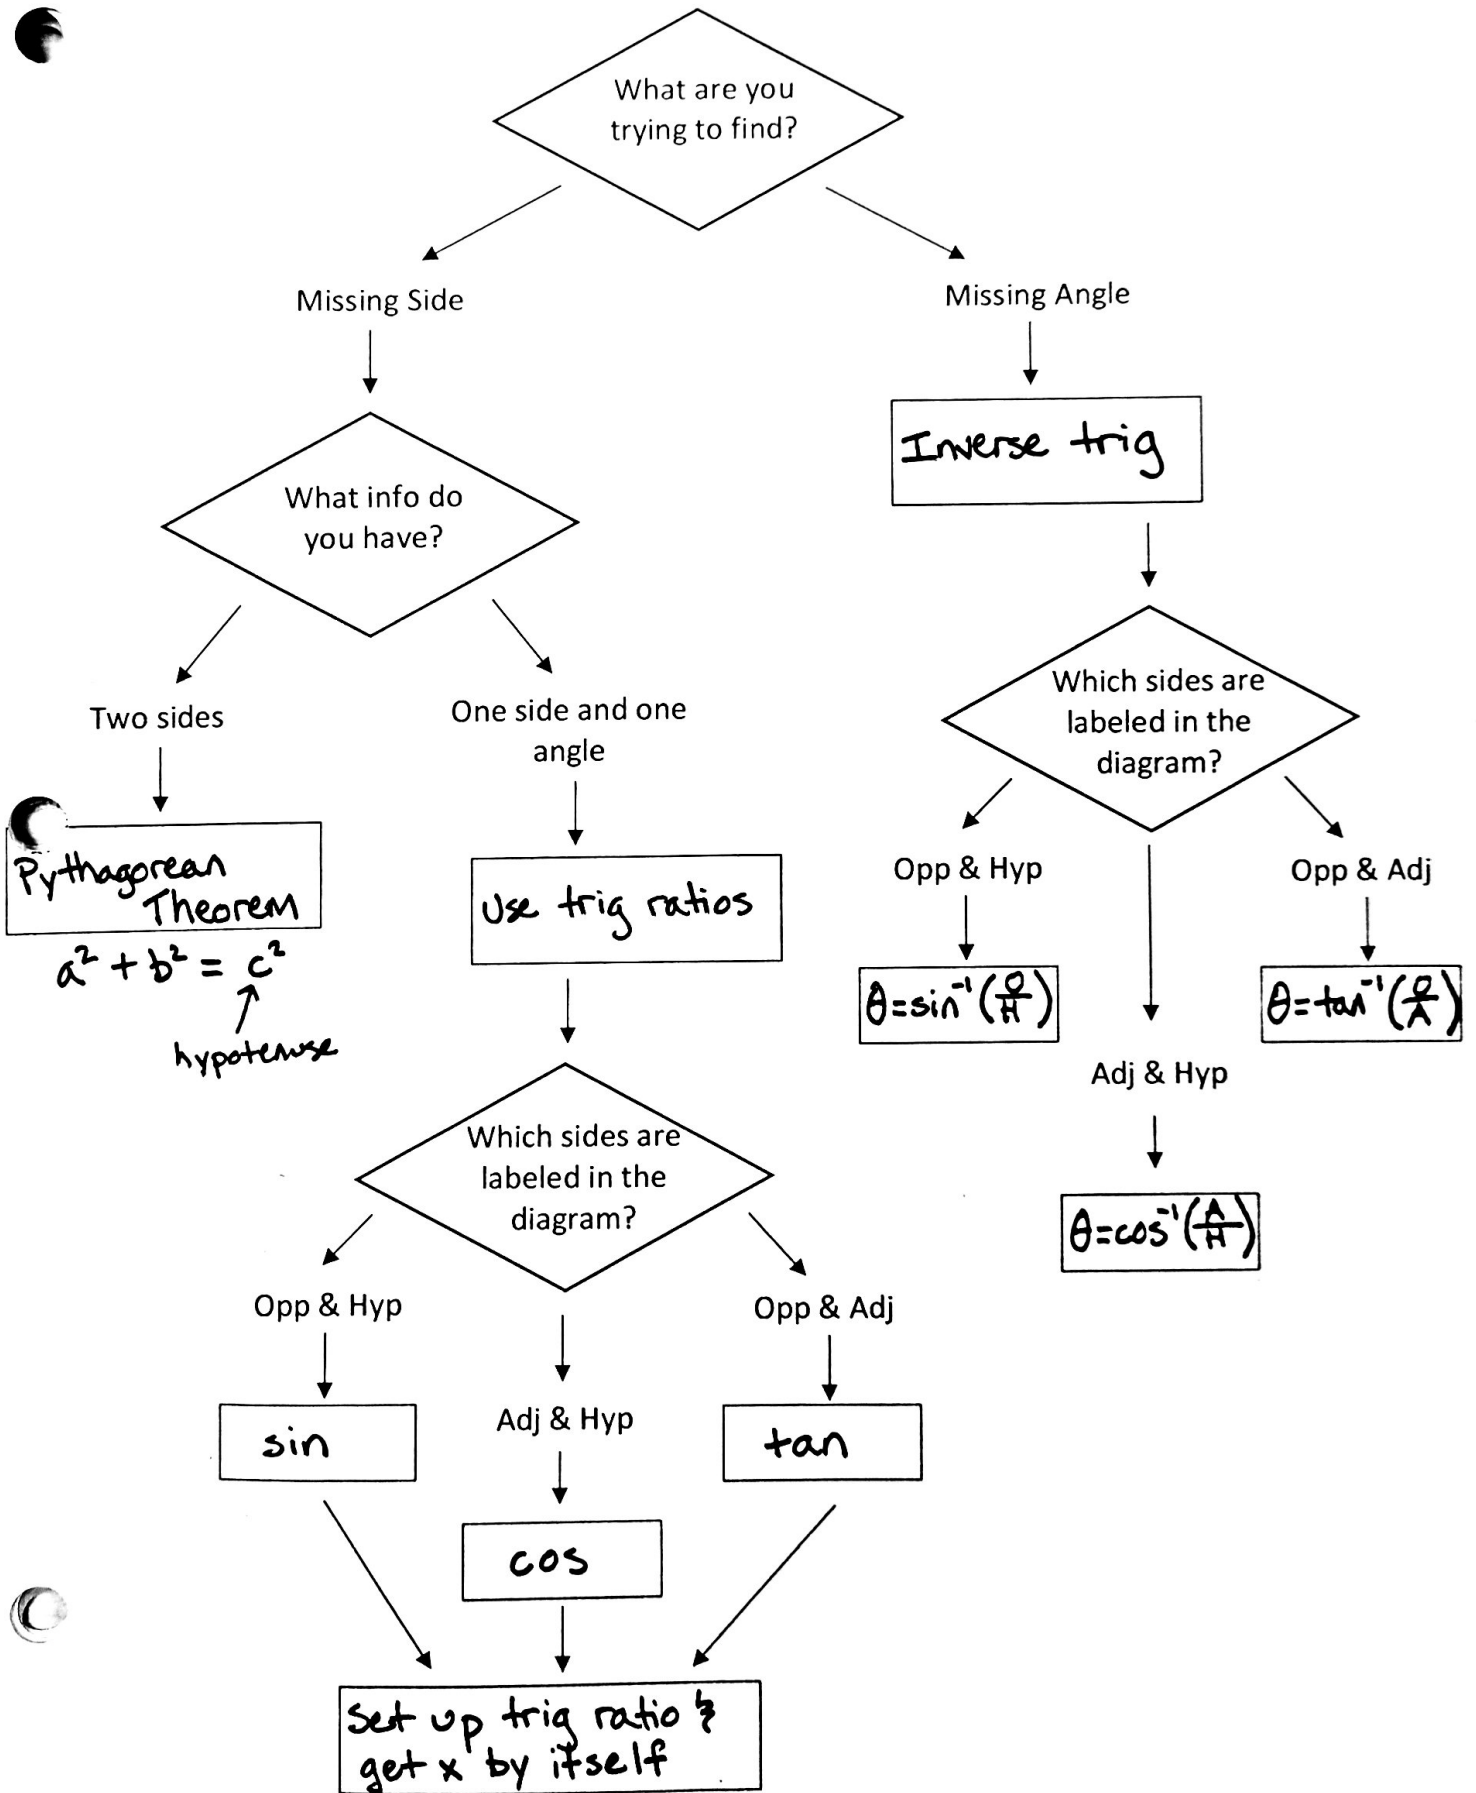 What are you
trying to find?
Missing Side
Missing Angle
Inverse trig
What info do
you have?
Which sides are
labeled in the
diagram?
Two sides
One side and one
angle
Pythagorean
Theorem
a² + b² = c²
hypotenuse
Use trig ratios
Opp & Hyp
Opp & Adj
θ=sin⁻¹(O/H)
θ=tan⁻¹(O/A)
Adj & Hyp
θ=cos⁻¹(A/H)
Which sides are
labeled in the
diagram?
Opp & Hyp
Opp & Adj
Adj & Hyp
sin
tan
cos
Set up trig ratio &
get x by itself